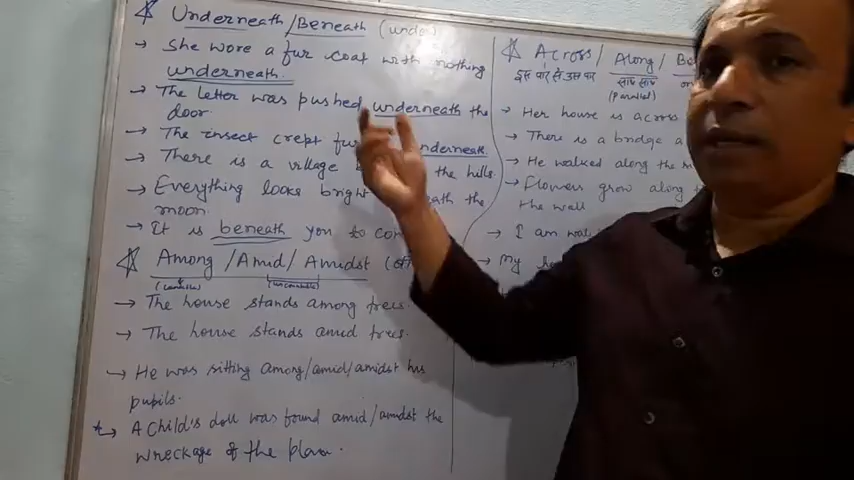 ☆ Underneath/Beneath (under)
→ She wore a fur coat with nothing
underneath.
→ The letter was pushed underneath the
door.
→ The insect crept underneath.
→ There is a village the hills.
→ Everything looks bright the
moon.
→ It is beneath you to
☆ Among/Amid/Amidst
(countable) (uncountable)
→ The house stands among trees.
→ The house stands amid trees.
→ He was sitting among/amid/amidst his
pupils.
→ A child's doll was found amid/amidst the
wreckage of the plane.
☆ Across/Along/
इस पार से उस पार साथ साथ
(Parallel)
→ Her house is across
→ There is a bridge
→ He walked along the
→ Flowers grow along
the wall
→ I am
→ My